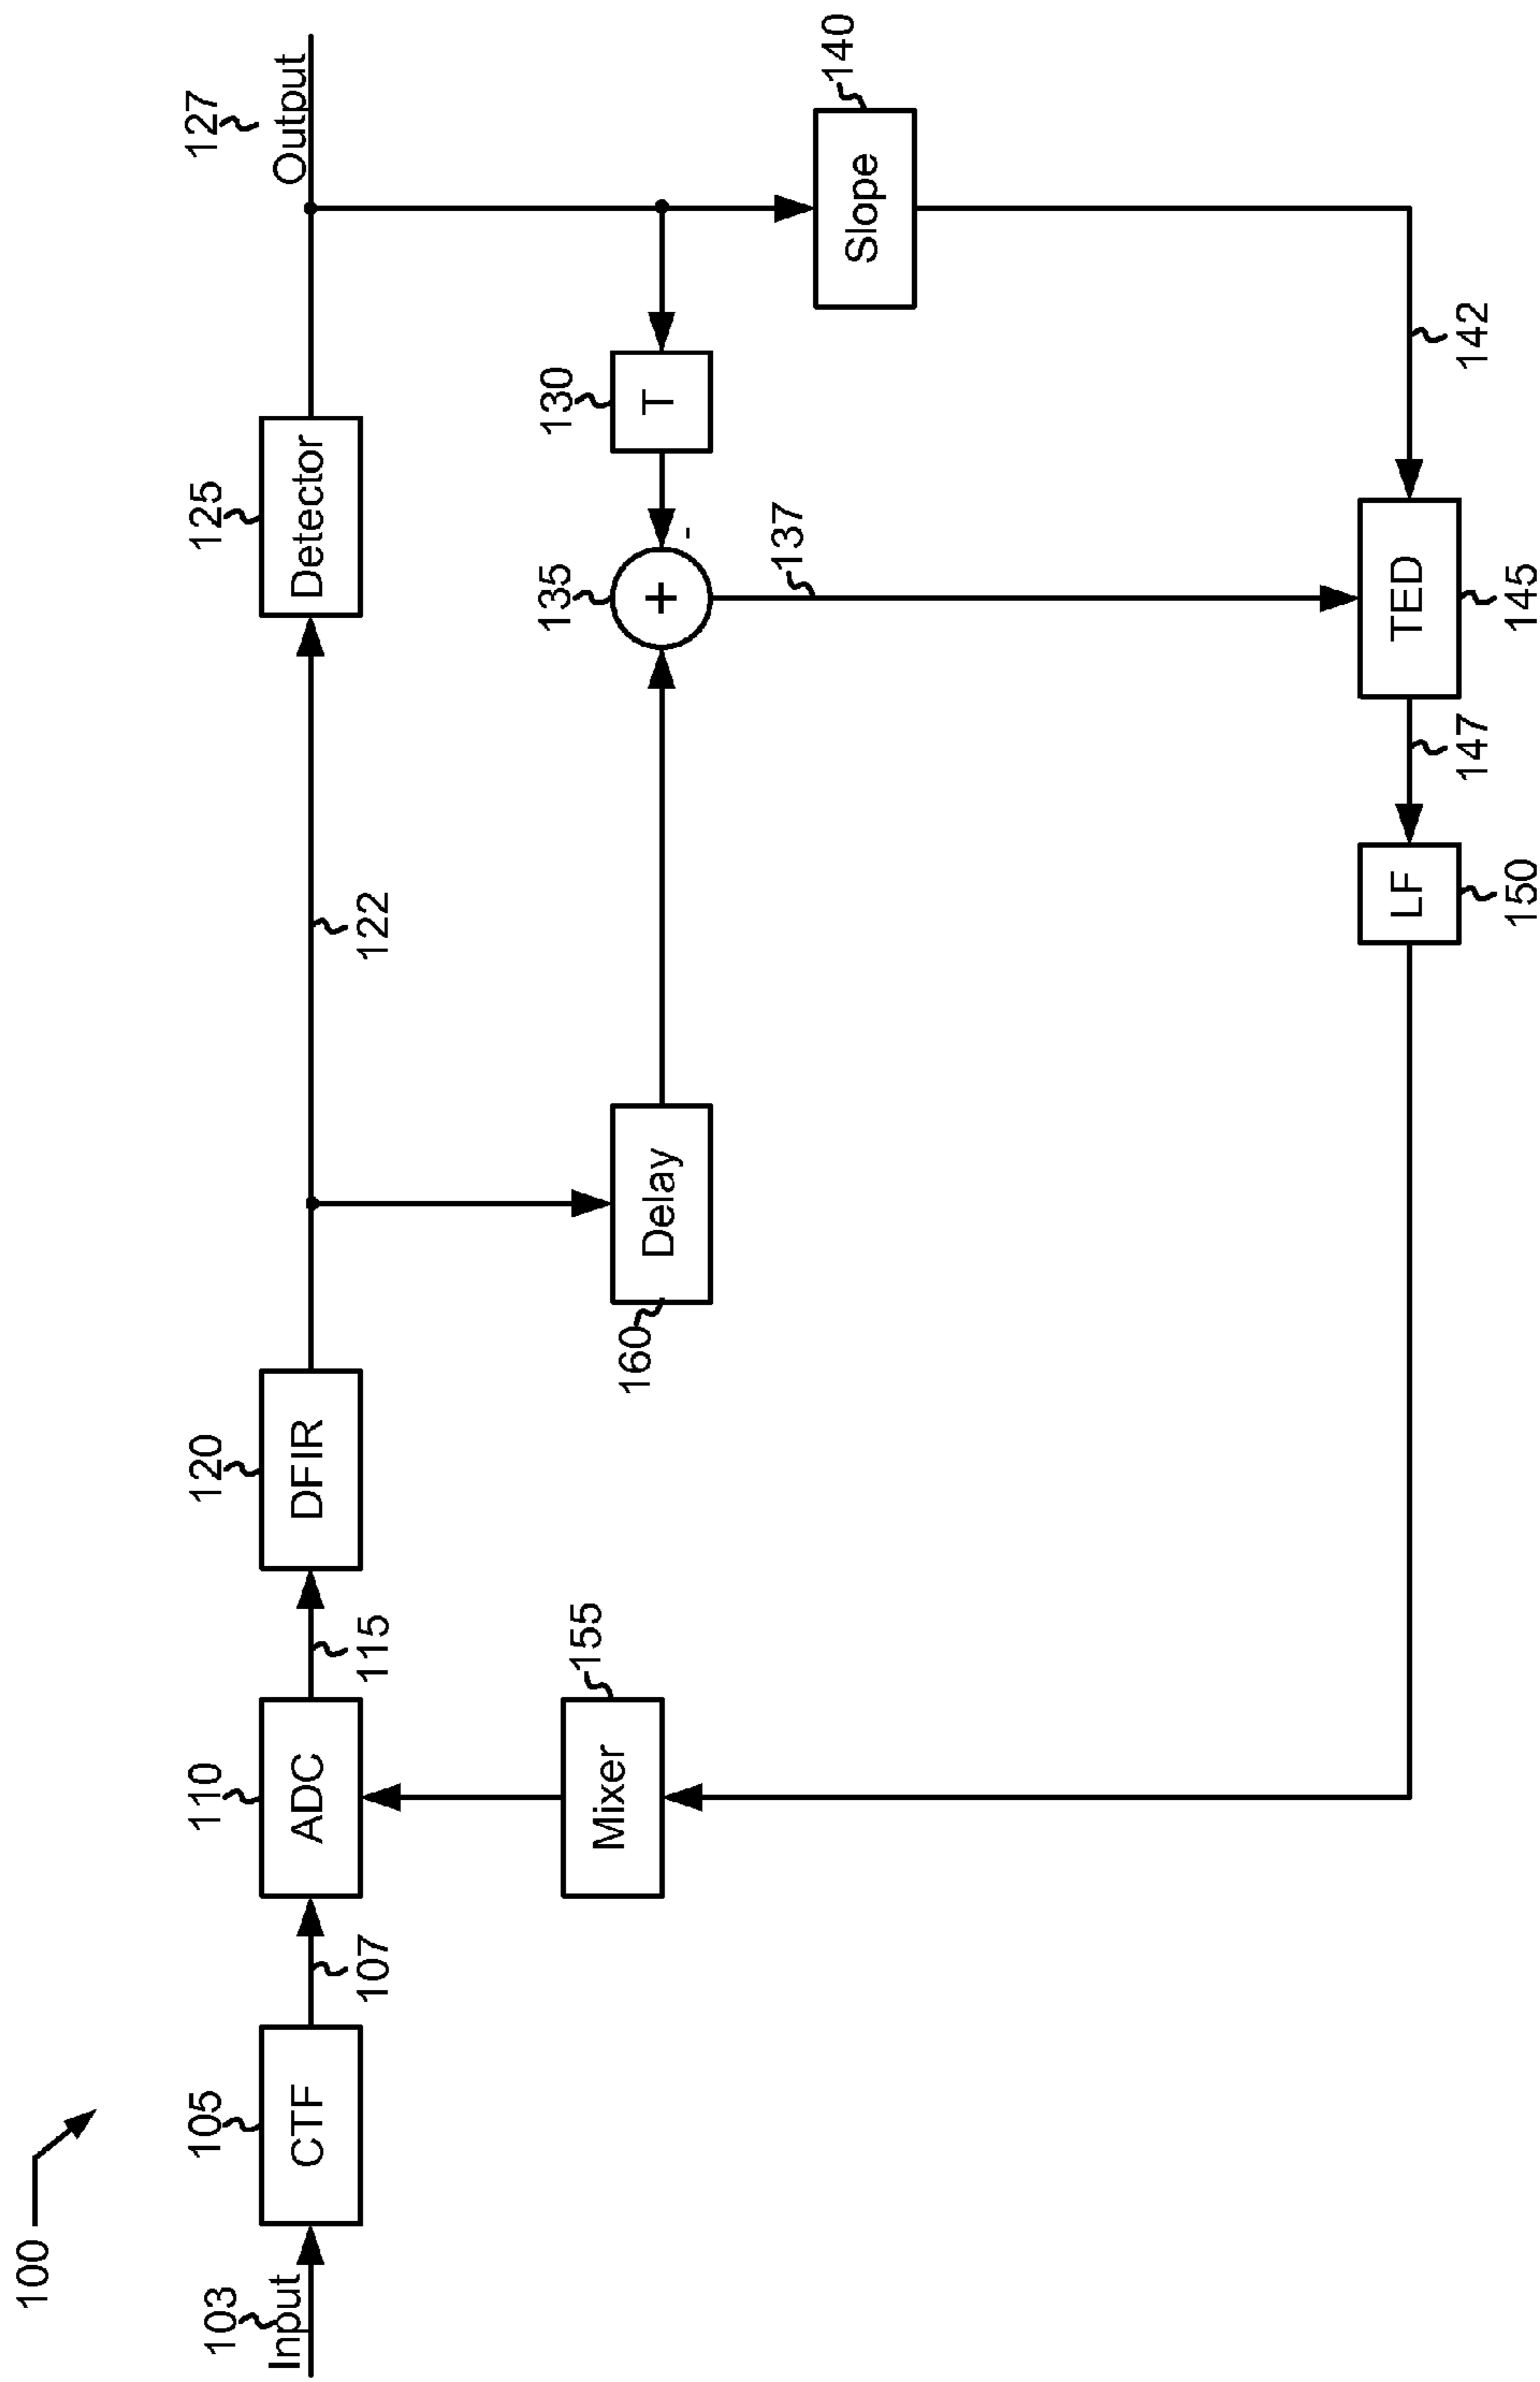 100
103
Input
105
CTF
107
110
ADC
115
120
DFIR
122
125
Detector
127
Output
155
Mixer
160
Delay
135
+
-
130
T
137
140
Slope
150
LF
147
145
TED
142